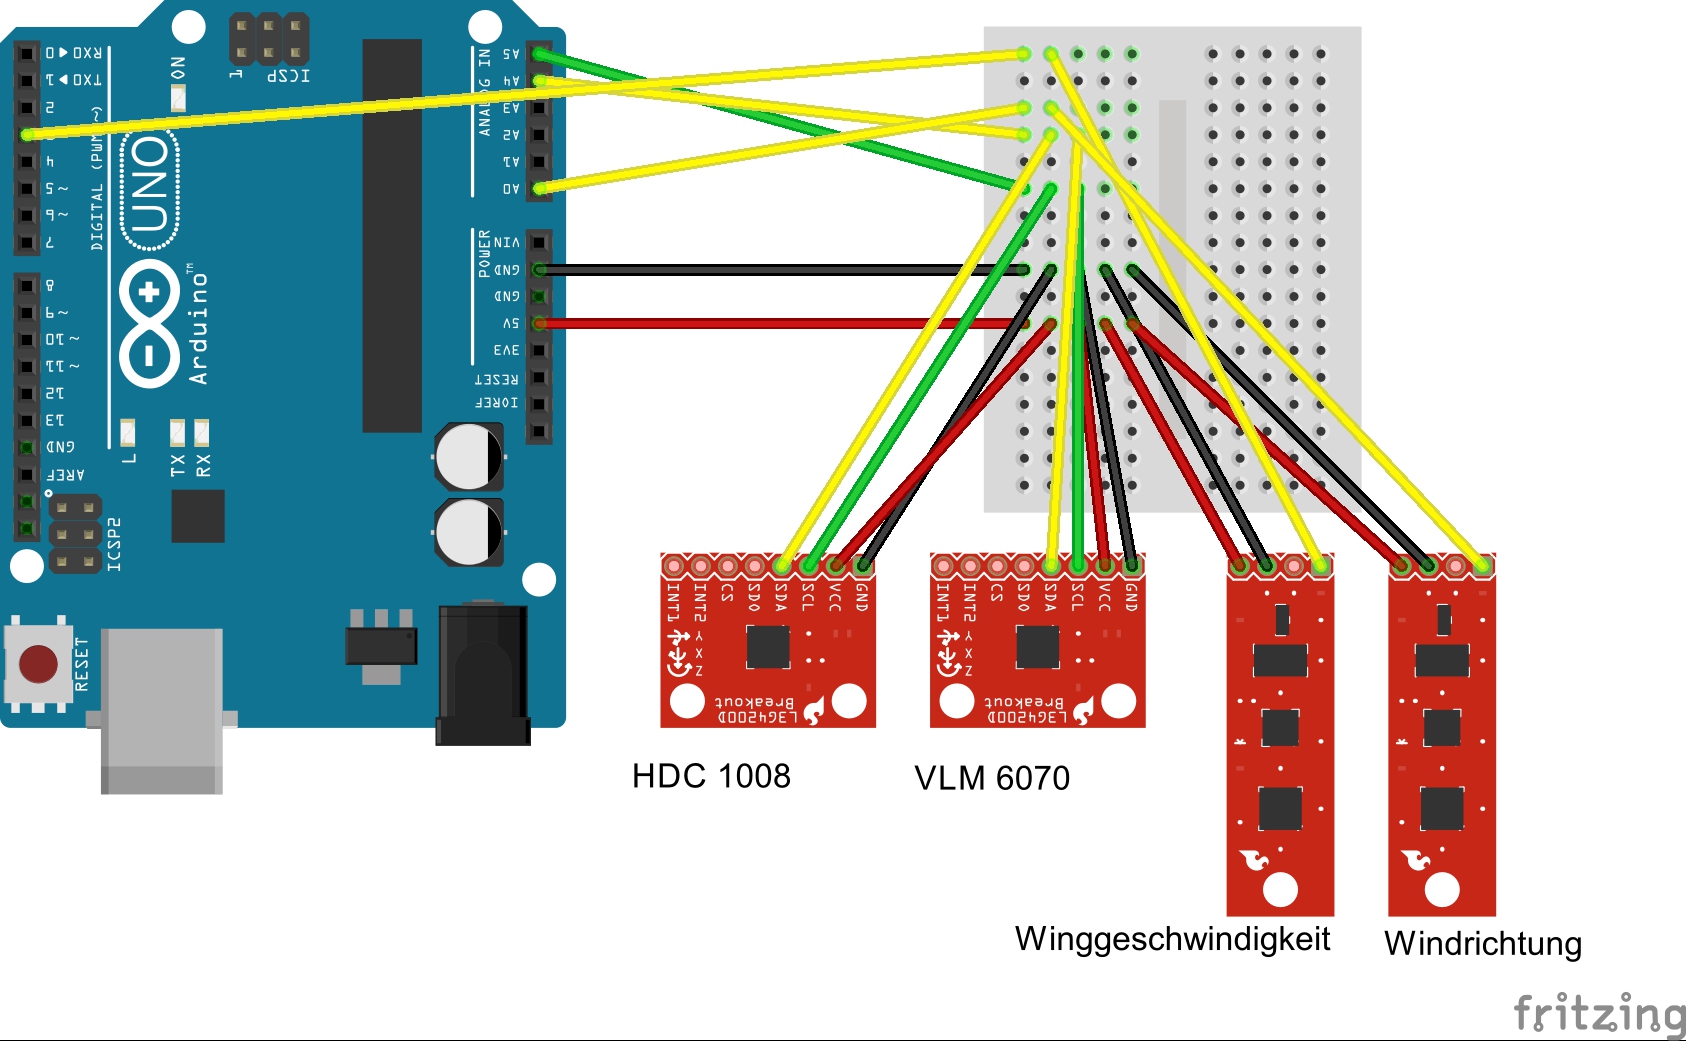 RXD ◀ 0
TXD ▶ 1
2
4
~5
~6
7
8
~9
~10
~11
12
13
GND
AREF
DIGITAL (PWM ~)
ON
1
ICSP
UNO
Arduino™
L
TX
RX
ICSP2
RESET
ANALOG IN
A5
A4
A3
A2
A1
A0
POWER
VIN
GND
GND
5V
3V3
RESET
IOREF
INT1
INT2
CS
SDO
SDA
SCL
VCC
GND
Y
X
Z
L3G4200D
Breakout
INT1
INT2
CS
SDO
SDA
SCL
VCC
GND
Y
X
Z
L3G4200D
Breakout
HDC 1008
VLM 6070
Winggeschwindigkeit
Windrichtung
fritzing